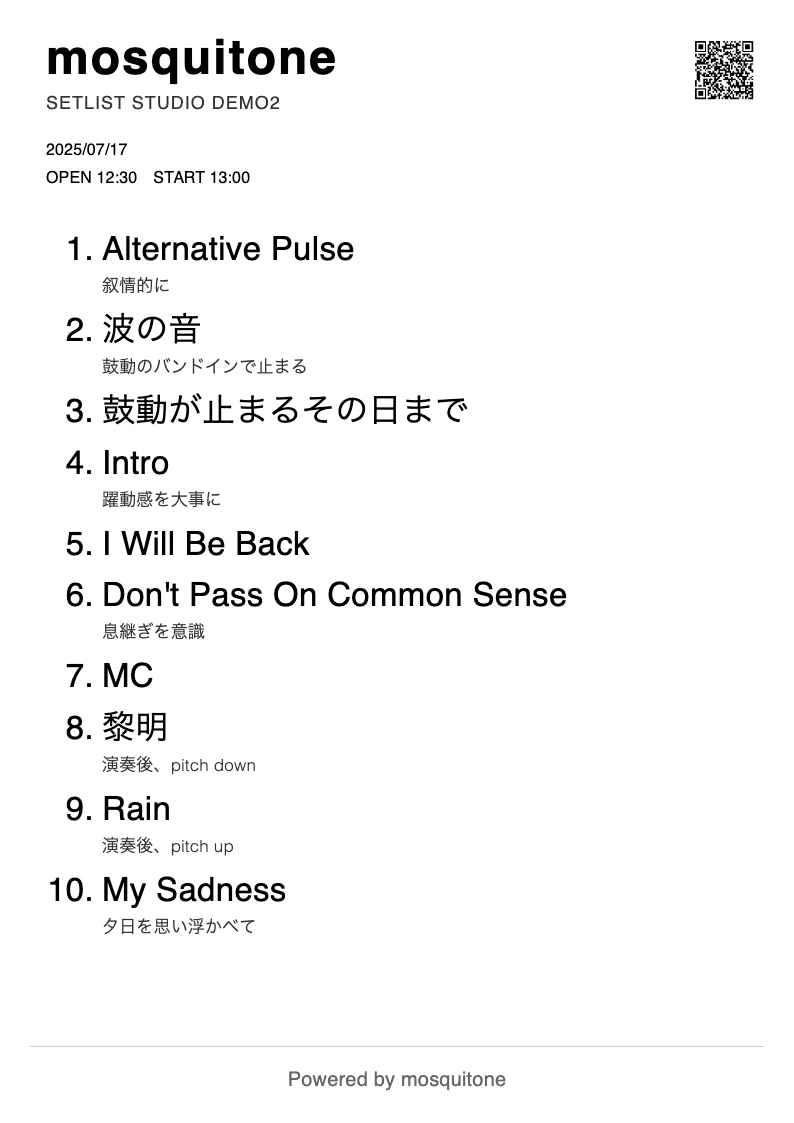 mosquitone
SETLIST STUDIO DEMO2
2025/07/17
OPEN 12:30 START 13:00
1. Alternative Pulse
叙情的に
2. 波の音
鼓動のバンドインで止まる
3. 鼓動が止まるその日まで
4. Intro
躍動感を大事に
5. I Will Be Back
6. Don't Pass On Common Sense
息継ぎを意識
7. MC
8. 黎明
演奏後、pitch down
9. Rain
演奏後、pitch up
10. My Sadness
夕日を思い浮かべて
Powered by mosquitone